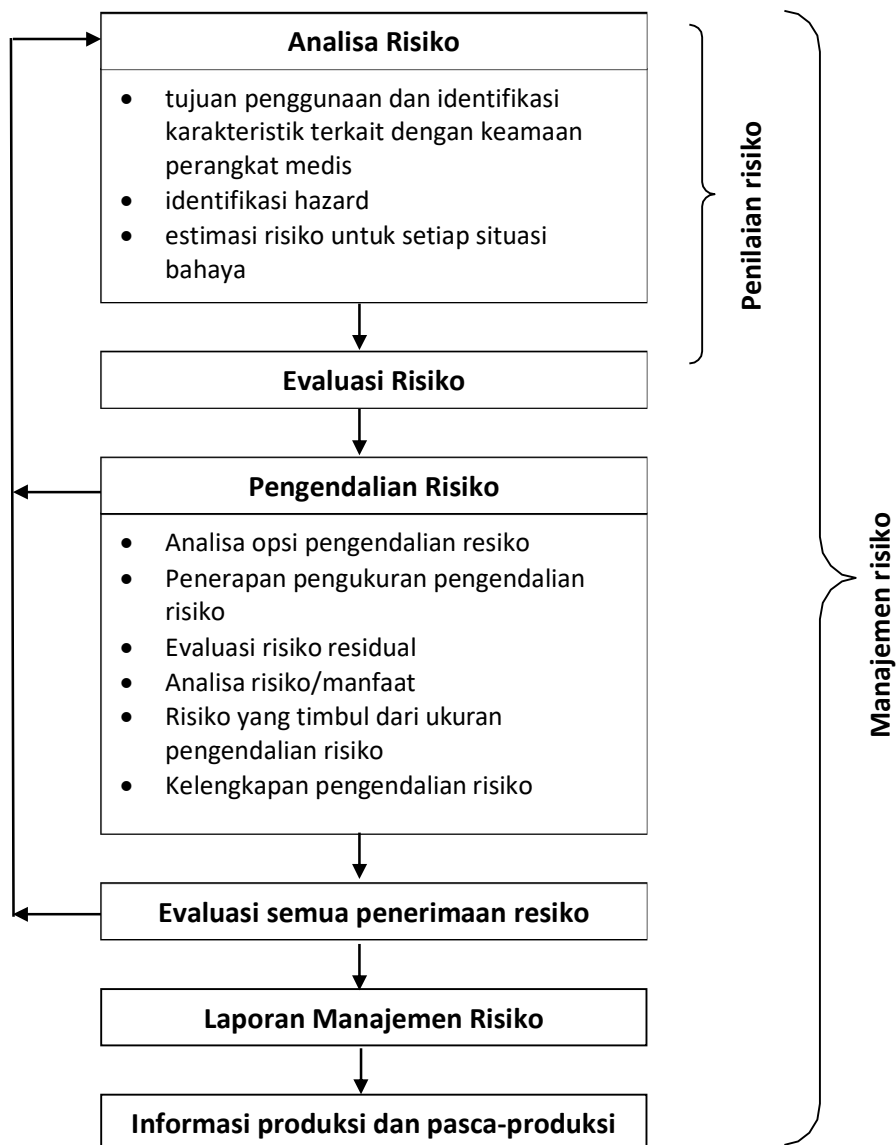 Analisa Risiko
• tujuan penggunaan dan identifikasi
karakteristik terkait dengan keamaan
perangkat medis
• identifikasi hazard
• estimasi risiko untuk setiap situasi
bahaya
Evaluasi Risiko
Penilaian risiko
Pengendalian Risiko
• Analisa opsi pengendalian resiko
• Penerapan pengukuran pengendalian
risiko
• Evaluasi risiko residual
• Analisa risiko/manfaat
• Risiko yang timbul dari ukuran
pengendalian risiko
• Kelengkapan pengendalian risiko
Evaluasi semua penerimaan resiko
Laporan Manajemen Risiko
Informasi produksi dan pasca-produksi
Manajemen risiko